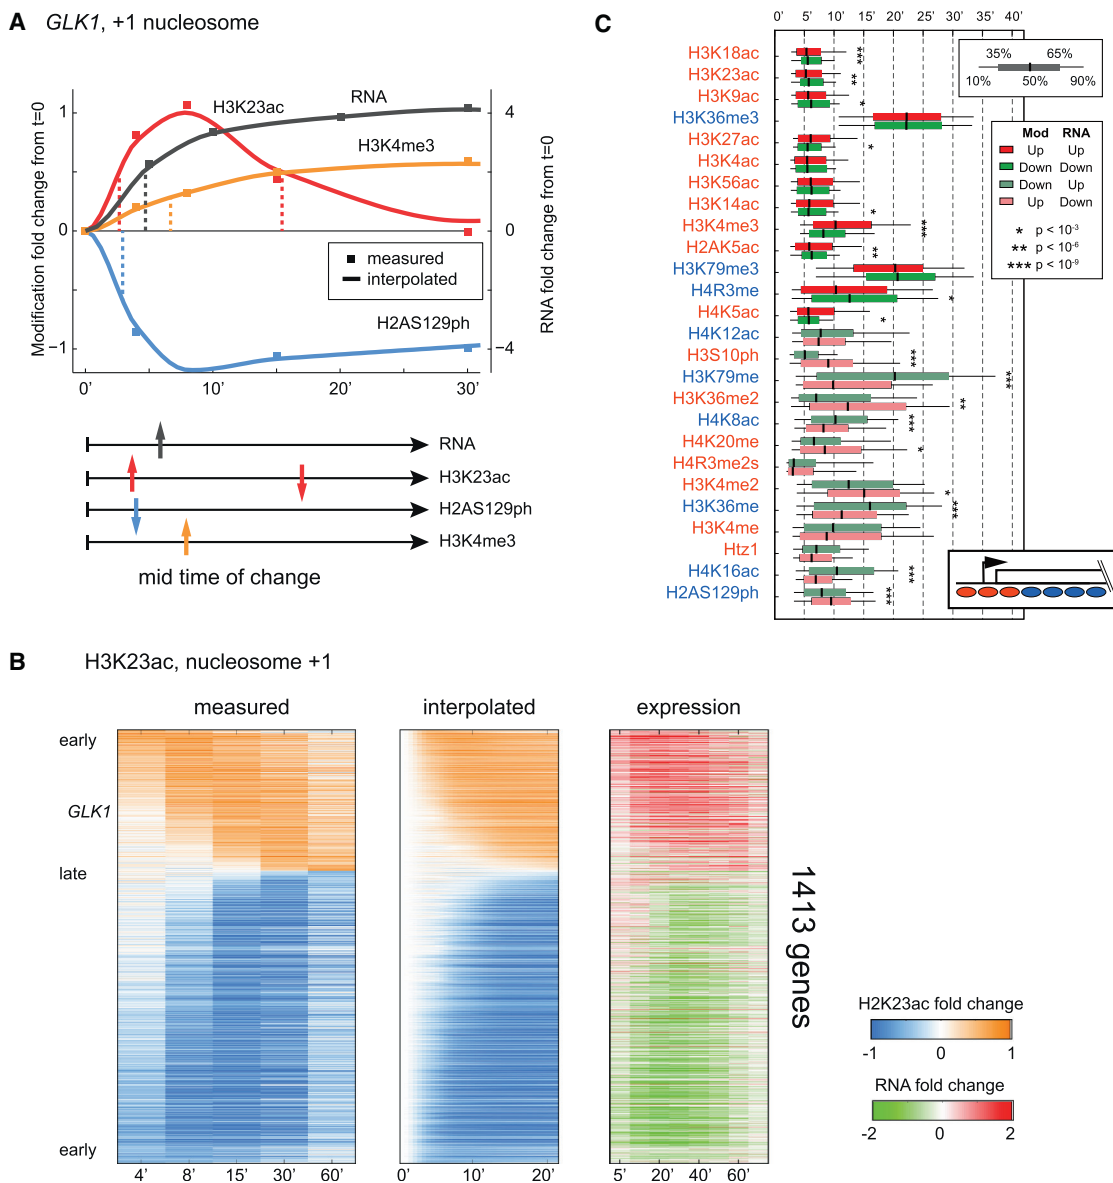 A GLK1, +1 nucleosome
Modification fold change from t=0
1
0
−1
H3K23ac
RNA
H3K4me3
H2AS129ph
measured
interpolated
4
0
−4
RNA fold change from t=0
0' 10' 20' 30'
RNA
H3K23ac
H2AS129ph
H3K4me3
mid time of change
C
0' 5' 10' 15' 20' 25' 30' 35' 40'
H3K18ac ***
H3K23ac **
H3K9ac *
H3K36me3
H3K27ac *
H3K4ac
H3K56ac
H3K14ac *
H3K4me3 ***
H2AK5ac **
H3K79me3
H4R3me *
H4K5ac *
H4K12ac
H3S10ph ***
H3K79me ***
H3K36me2 **
H4K8ac ***
H4K20me *
H4R3me2s
H3K4me2 *
H3K36me ***
H3K4me
Htz1
H4K16ac ***
H2AS129ph ***
35% 65%
10% 50% 90%
Mod RNA
Up Up
Down Down
Down Up
Up Down
* p < 10-3
** p < 10-6
*** p < 10-9
B H3K23ac, nucleosome +1
measured interpolated expression
early
GLK1
late
early
4' 8' 15' 30' 60'
0' 10' 20'
5' 20' 40' 60'
1413 genes
H2K23ac fold change
-1 0 1
RNA fold change
-2 0 2